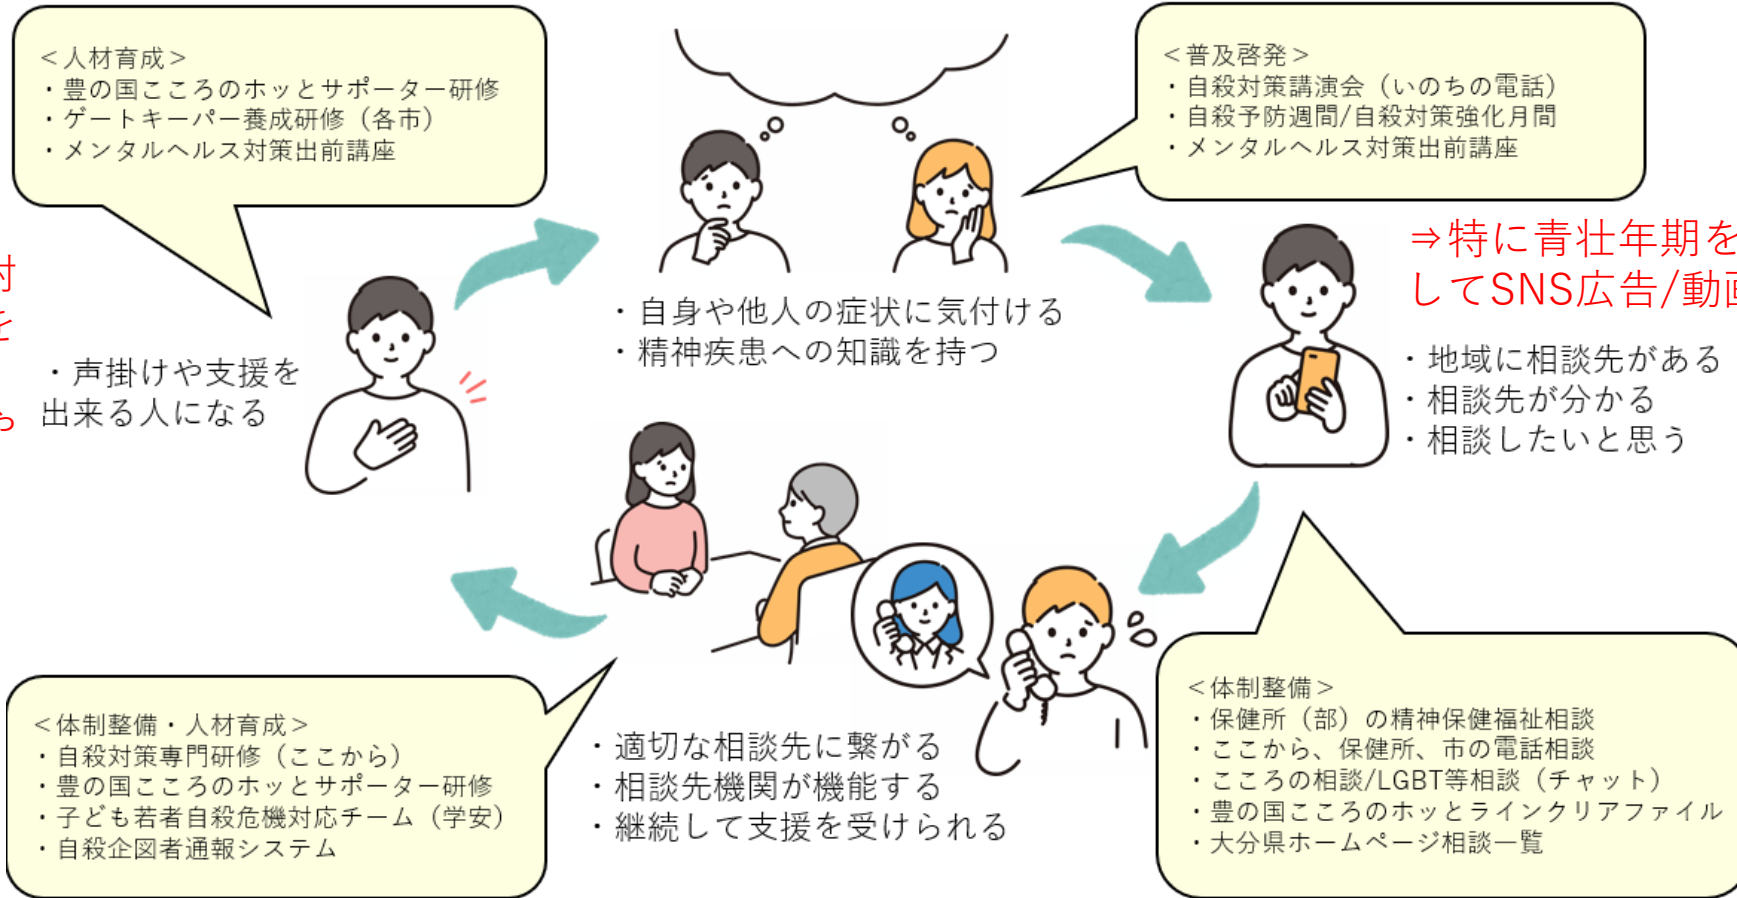 ＜人材育成＞
・豊の国こころのホッとサポーター研修
・ゲートキーパー養成研修（各市）
・メンタルヘルス対策出前講座
＜普及啓発＞
・自殺対策講演会（いのちの電話）
・自殺予防週間/自殺対策強化月間
・メンタルヘルス対策出前講座
・自身や他人の症状に気付ける
・精神疾患への知識を持つ
⇒特に青壮年期を
してSNS広告/動画
・地域に相談先がある
・相談先が分かる
・相談したいと思う
を
や
・声掛けや支援を
出来る人になる
＜体制整備・人材育成＞
・自殺対策専門研修（ここから）
・豊の国こころのホッとサポーター研修
・子ども若者自殺危機対応チーム（学安）
・自殺企図者通報システム
・適切な相談先に繋がる
・相談先機関が機能する
・継続して支援を受けられる
＜体制整備＞
・保健所（部）の精神保健福祉相談
・ここから、保健所、市の電話相談
・こころの相談/LGBT等相談（チャット）
・豊の国こころのホッとラインクリアファイル
・大分県ホームページ相談一覧